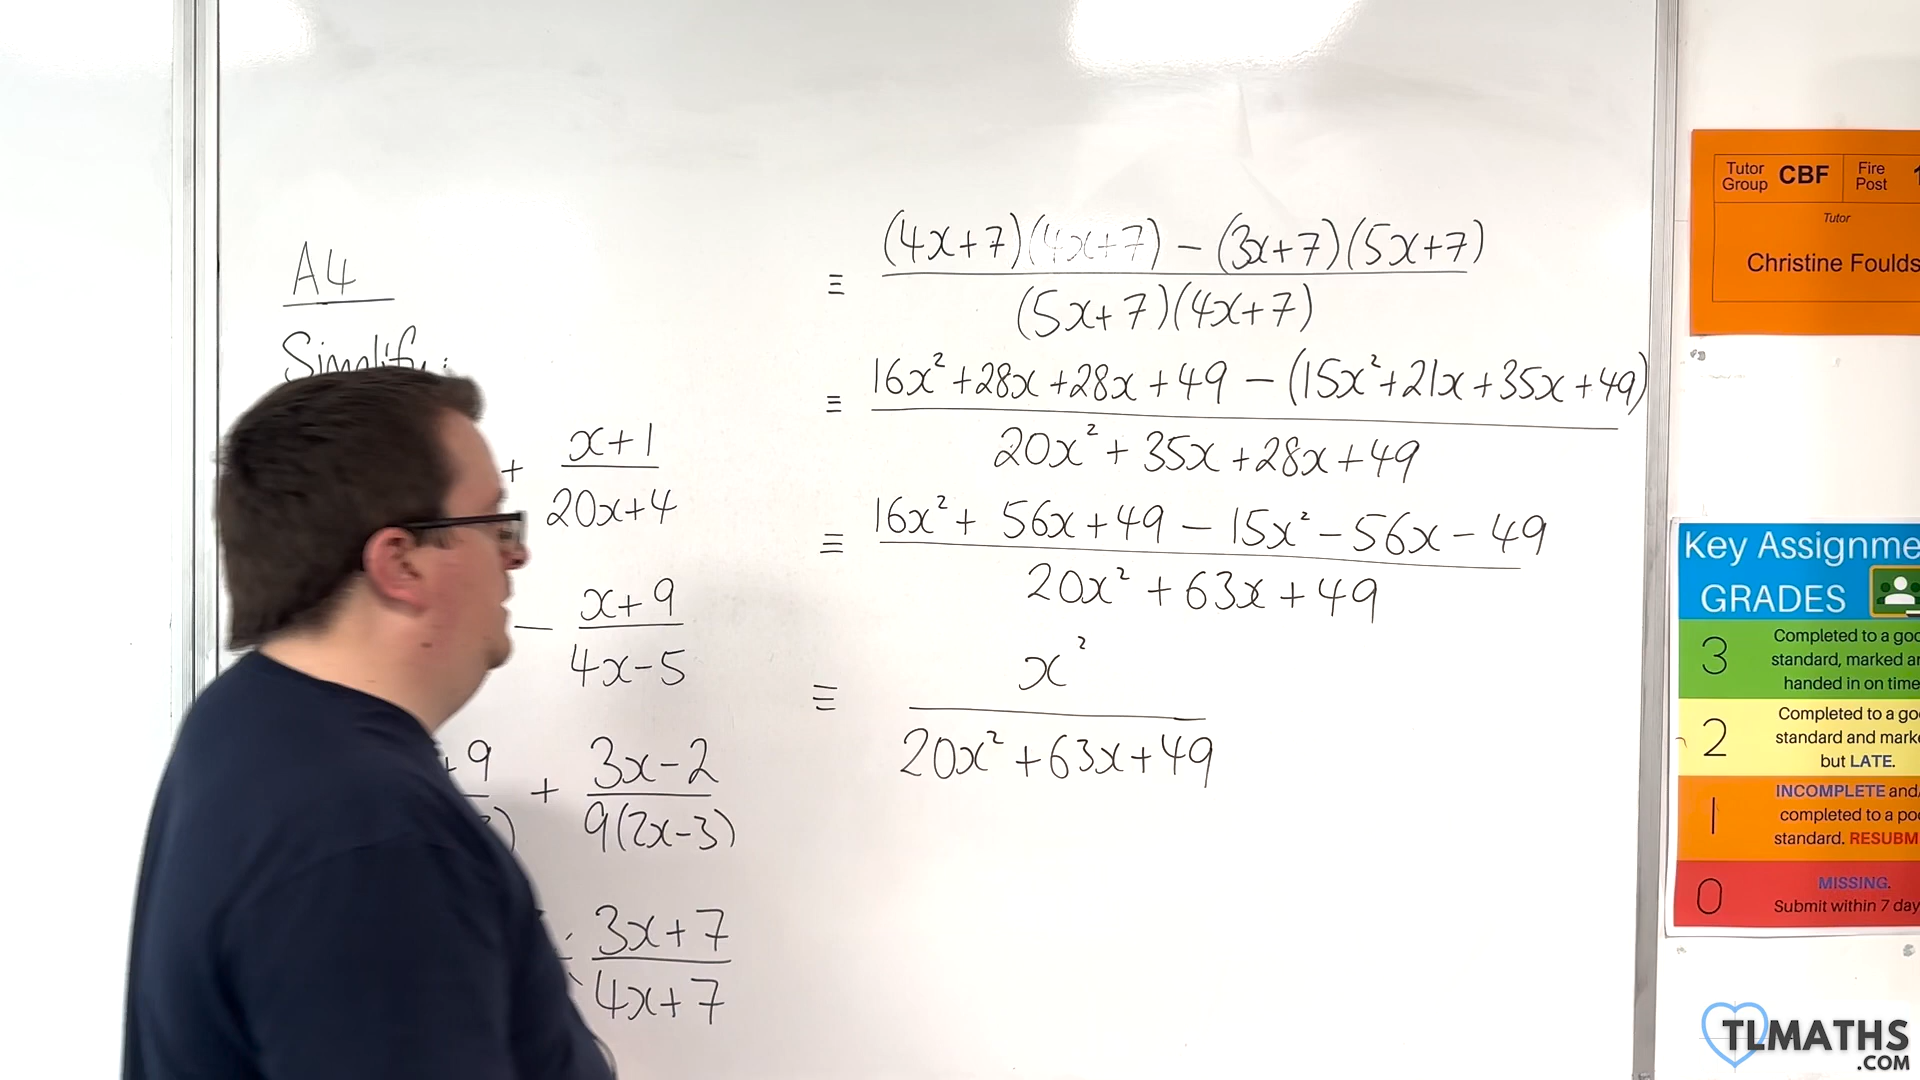 A4
Simplify:
+ x+1
20x+4
− x+9
4x−5
+9 + 3x−2
3) 9(2x−3)
3x+7
4x+7
≡ (4x+7)(4x+7) − (3x+7)(5x+7)
(5x+7)(4x+7)
≡ 16x²+28x+28x+49 − (15x²+21x+35x+49)
20x²+35x+28x+49
≡ 16x²+ 56x+49 − 15x²−56x−49
20x²+63x+49
≡ x²
20x²+63x+49
Tutor Group CBF Fire Post 1
Tutor
Christine Foulds
Key Assignme
GRADES
3 Completed to a goo
standard, marked a
handed in on time
2 Completed to a go
standard and mark
but LATE.
1 INCOMPLETE and
completed to a po
standard. RESUBM
0 MISSING.
Submit within 7 day
TLMATHS
.COM